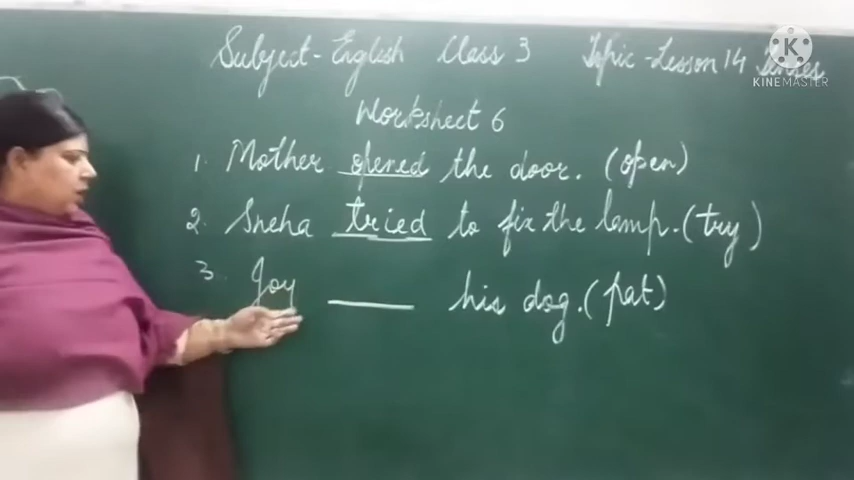 Subject - English Class 3 Topic - Lesson 14 Tenses
KINEMASTER
Worksheet 6
1. Mother opened the door. (open)
2. Sneha tried to fix the lamp. (try)
3. Joy ______ his dog. (pat)